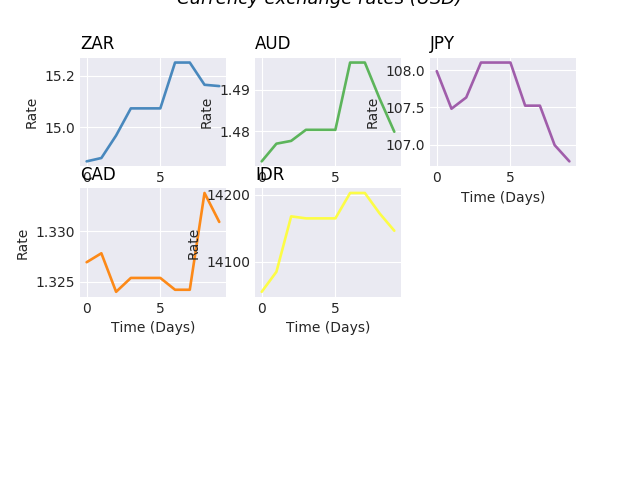 Currency exchange rates (USD)
ZAR
AUD
JPY
15.2
15.0
Rate
0
5
1.49
1.48
Rate
0
5
108.0
107.5
107.0
Rate
0
5
Time (Days)
CAD
IDR
1.330
1.325
Rate
0
5
Time (Days)
14200
14100
Rate
0
5
Time (Days)